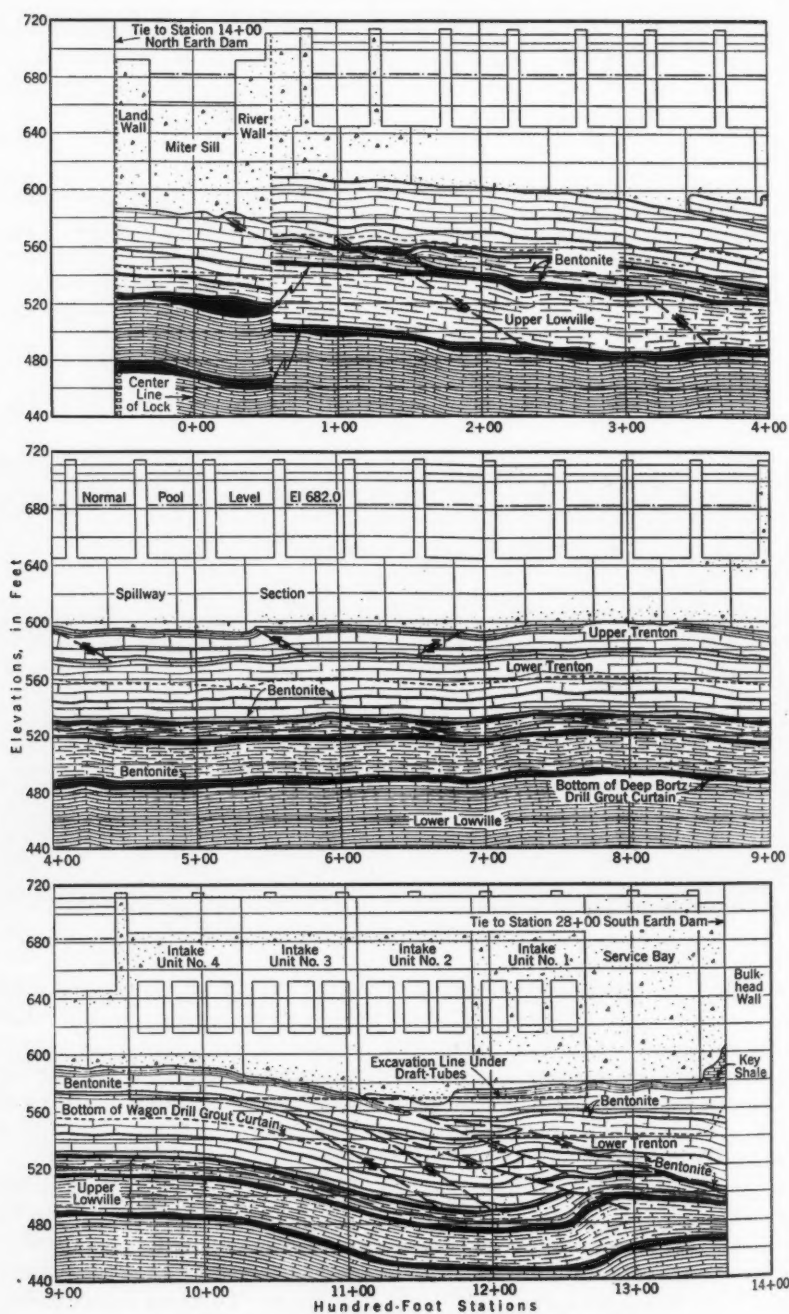 720
680
640
600
560
520
480
440
Tie to Station 14+00
North Earth Dam
Land
Wall
River
Wall
Miter Sill
Bentonite
Upper Lowville
Center
Line
of Lock
0+00 1+00 2+00 3+00 4+00
Elevations, in Feet
720
680
640
600
560
520
480
440
Normal Pool Level El 682.0
Spillway Section
Upper Trenton
Lower Trenton
Bentonite
Bentonite
Bottom of Deep Bortz
Drill Grout Curtain
Lower Lowville
4+00 5+00 6+00 7+00 8+00 9+00
720
680
640
600
560
520
480
440
Tie to Station 28+00 South Earth Dam
Intake
Unit No. 4
Intake
Unit No. 3
Intake
Unit No. 2
Intake
Unit No. 1
Service Bay
Bulk-
head
Wall
Excavation Line Under
Draft-Tubes
Key
Shale
Bentonite
Bentonite
Bottom of Wagon Drill Grout Curtain
Lower Trenton
Bentonite
Upper
Lowville
9+00 10+00 11+00 12+00 13+00 14+00
Hundred-Foot Stations